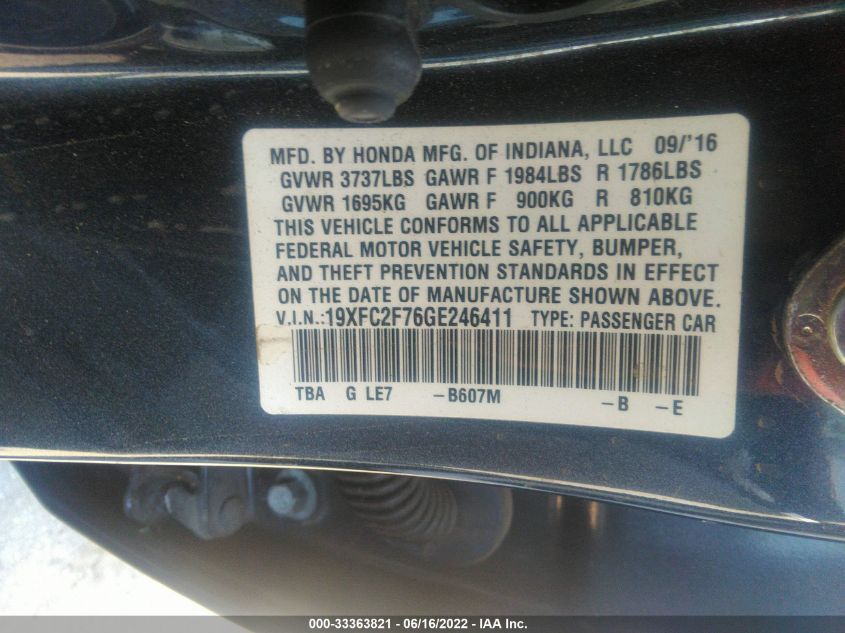 MFD. BY HONDA MFG. OF INDIANA, LLC 09/'16
GVWR 3737LBS GAWR F 1984LBS R 1786LBS
GVWR 1695KG GAWR F 900KG R 810KG
THIS VEHICLE CONFORMS TO ALL APPLICABLE
FEDERAL MOTOR VEHICLE SAFETY, BUMPER,
AND THEFT PREVENTION STANDARDS IN EFFECT
ON THE DATE OF MANUFACTURE SHOWN ABOVE.
V.I.N.:19XFC2F76GE246411 TYPE: PASSENGER CAR
TBA G LE7 -B607M -B -E
000-33363821 - 06/16/2022 - IAA Inc.